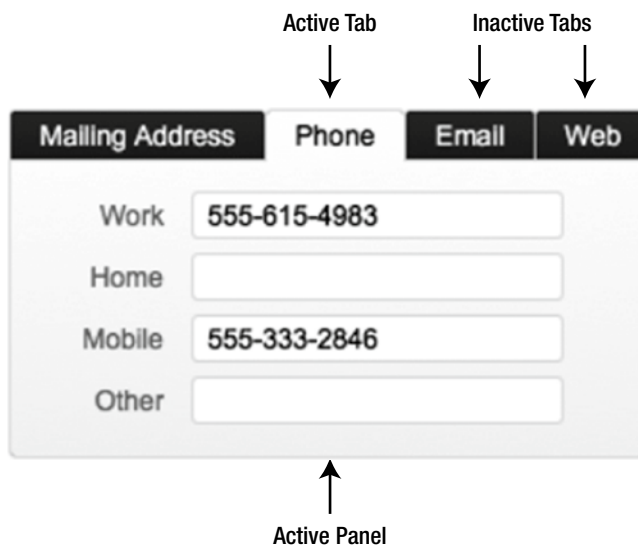 Active Tab Inactive Tabs
Mailing Address Phone Email Web
Work 555-615-4983
Home
Mobile 555-333-2846
Other
Active Panel